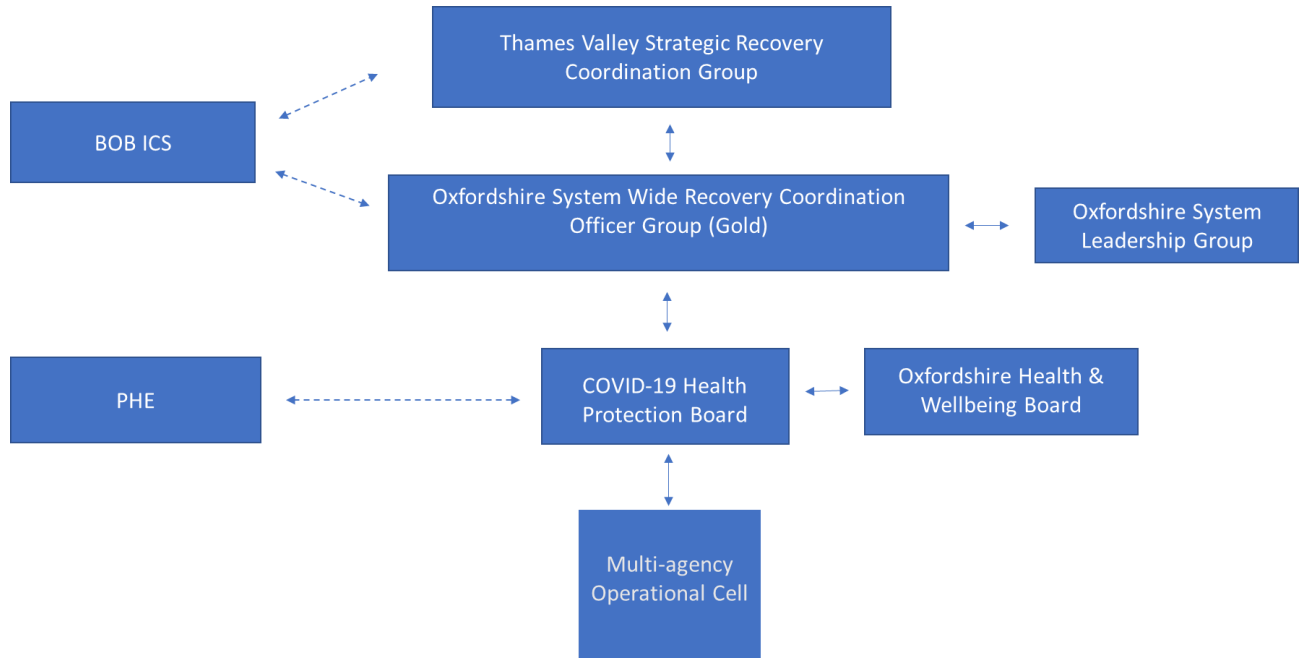 Thames Valley Strategic Recovery
Coordination Group
BOB ICS
Oxfordshire System Wide Recovery Coordination
Officer Group (Gold)
Oxfordshire System
Leadership Group
PHE
COVID-19 Health
Protection Board
Oxfordshire Health &
Wellbeing Board
Multi-agency
Operational Cell